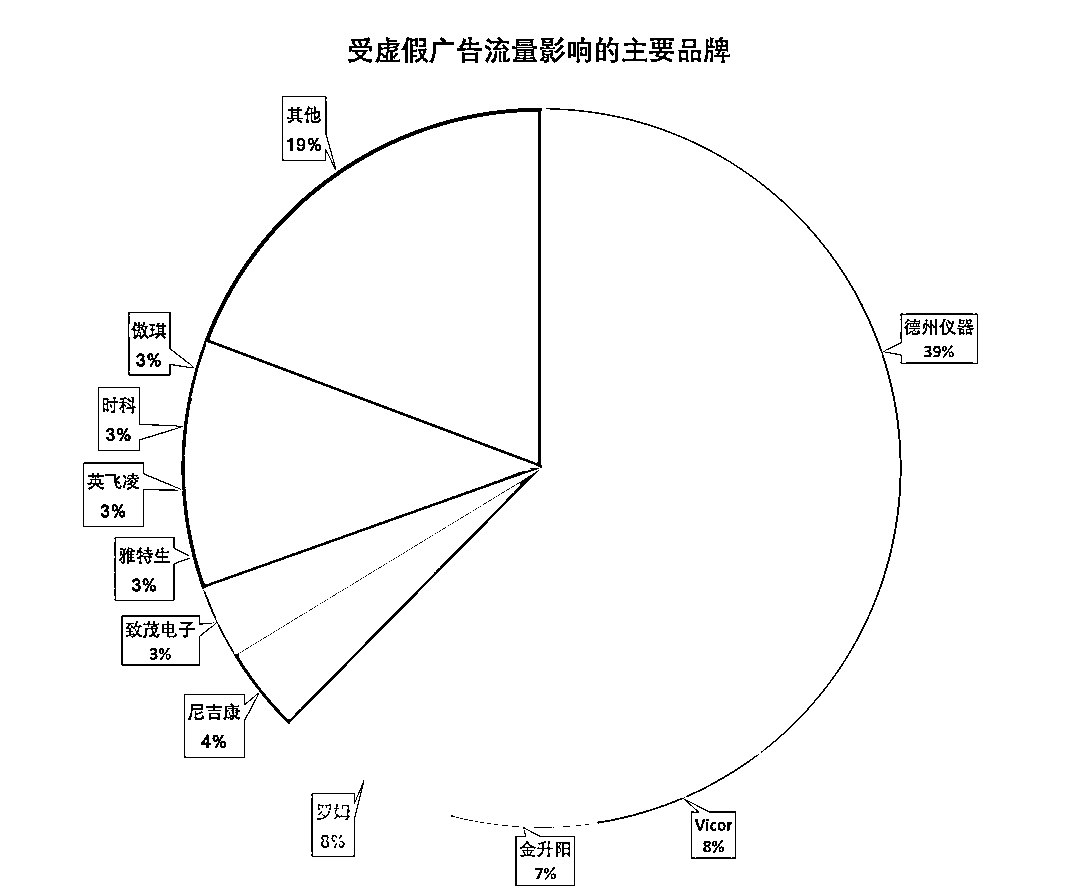 受虚假广告流量影响的主要品牌
其他
19%
德州仪器
39%
傲琪
3%
时科
3%
英飞凌
3%
雅特生
3%
致茂电子
3%
尼吉康
4%
罗姆
8%
金升阳
7%
Vicor
8%